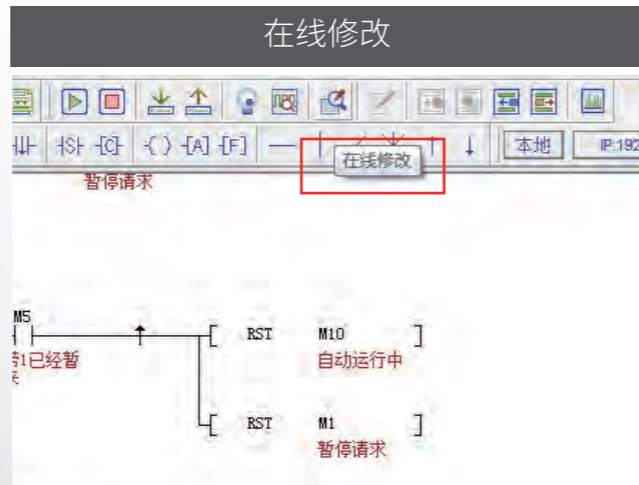 在线修改
S C ( ) [A] [F] 本地 IP:192
在线修改
暂停请求
M5 RST M10
1已经暂 自动运行中
RST M1
暂停请求